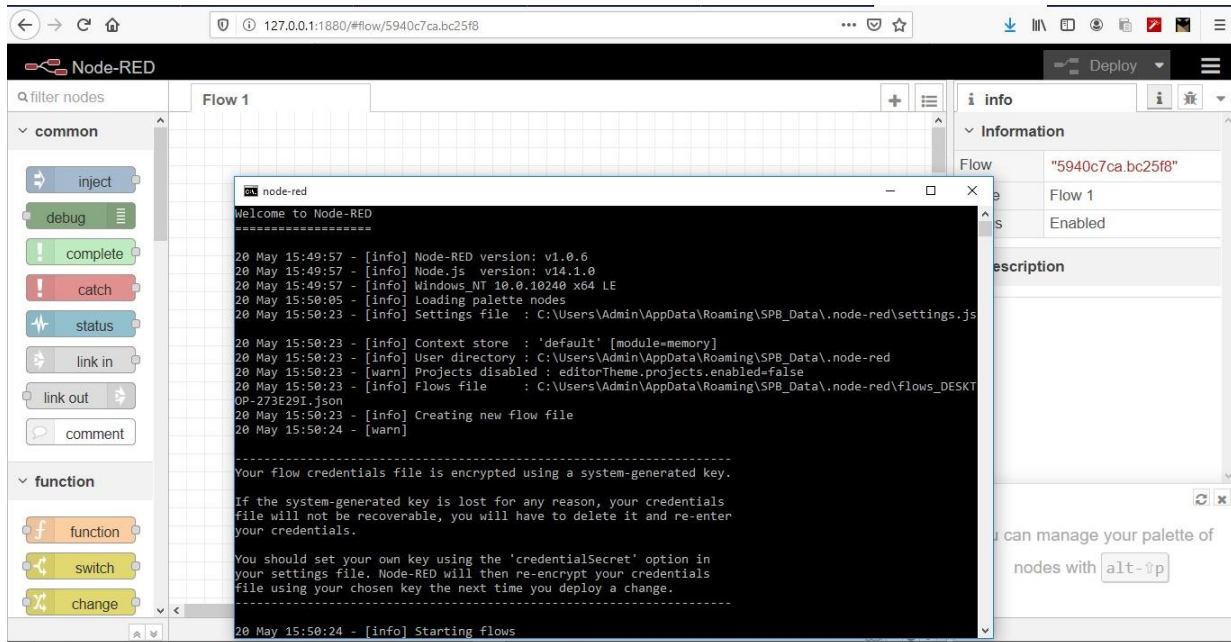 127.0.0.1:1880/#flow/5940c7ca.bc25f8
Node-RED
Deploy
filter nodes
Flow 1
i info
i
common
inject
debug
complete
catch
status
link in
link out
comment
function
function
switch
change
Information
Flow "5940c7ca.bc25f8"
e Flow 1
s Enabled
escription
u can manage your palette of
nodes with alt-⇧p
node-red
Welcome to Node-RED
===================
20 May 15:49:57 - [info] Node-RED version: v1.0.6
20 May 15:49:57 - [info] Node.js  version: v14.1.0
20 May 15:49:57 - [info] Windows_NT 10.0.10240 x64 LE
20 May 15:50:05 - [info] Loading palette nodes
20 May 15:50:23 - [info] Settings file  : C:\Users\Admin\AppData\Roaming\SPB_Data\.node-red\settings.js
20 May 15:50:23 - [info] Context store  : 'default' [module=memory]
20 May 15:50:23 - [info] User directory : C:\Users\Admin\AppData\Roaming\SPB_Data\.node-red
20 May 15:50:23 - [warn] Projects disabled : editorTheme.projects.enabled=false
20 May 15:50:23 - [info] Flows file     : C:\Users\Admin\AppData\Roaming\SPB_Data\.node-red\flows_DESKT
OP-273E29I.json
20 May 15:50:23 - [info] Creating new flow file
20 May 15:50:24 - [warn]
---------------------------------------------------------------------
Your flow credentials file is encrypted using a system-generated key.
If the system-generated key is lost for any reason, your credentials
file will not be recoverable, you will have to delete it and re-enter
your credentials.
You should set your own key using the 'credentialSecret' option in
your settings file. Node-RED will then re-encrypt your credentials
file using your chosen key the next time you deploy a change.
---------------------------------------------------------------------
20 May 15:50:24 - [info] Starting flows